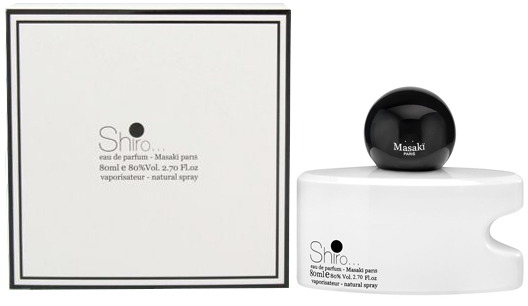 Shiro...
eau de parfum - Masaki paris
80ml e 80%Vol. 2.70 Fl.oz
vaporisateur - natural spray
Masakï
PARIS
Shiro...
eau de parfum - Masaki paris
80ml e 80% Vol. 2.70 Fl.oz
vaporisateur - natural spray